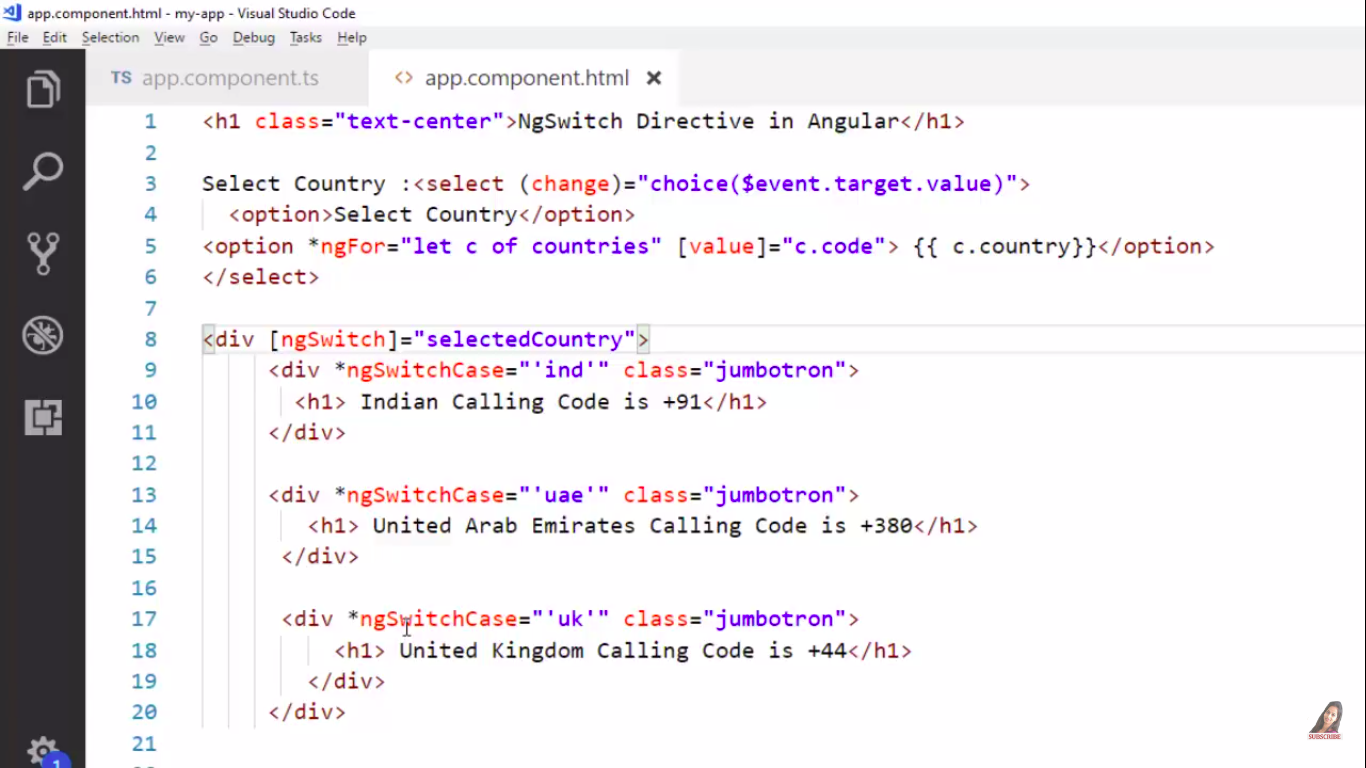 app.component.html - my-app - Visual Studio Code
File Edit Selection View Go Debug Tasks Help
TS app.component.ts <> app.component.html ×
1 <h1 class="text-center">NgSwitch Directive in Angular</h1>
2
3 Select Country :<select (change)="choice($event.target.value)">
4 <option>Select Country</option>
5 <option *ngFor="let c of countries" [value]="c.code"> {{ c.country}}</option>
6 </select>
7
8 <div [ngSwitch]="selectedCountry">
9 <div *ngSwitchCase="'ind'" class="jumbotron">
10 <h1> Indian Calling Code is +91</h1>
11 </div>
12
13 <div *ngSwitchCase="'uae'" class="jumbotron">
14 <h1> United Arab Emirates Calling Code is +380</h1>
15 </div>
16
17 <div *ngSwitchCase="'uk'" class="jumbotron">
18 <h1> United Kingdom Calling Code is +44</h1>
19 </div>
20 </div>
21
1
SUBSCRIBE